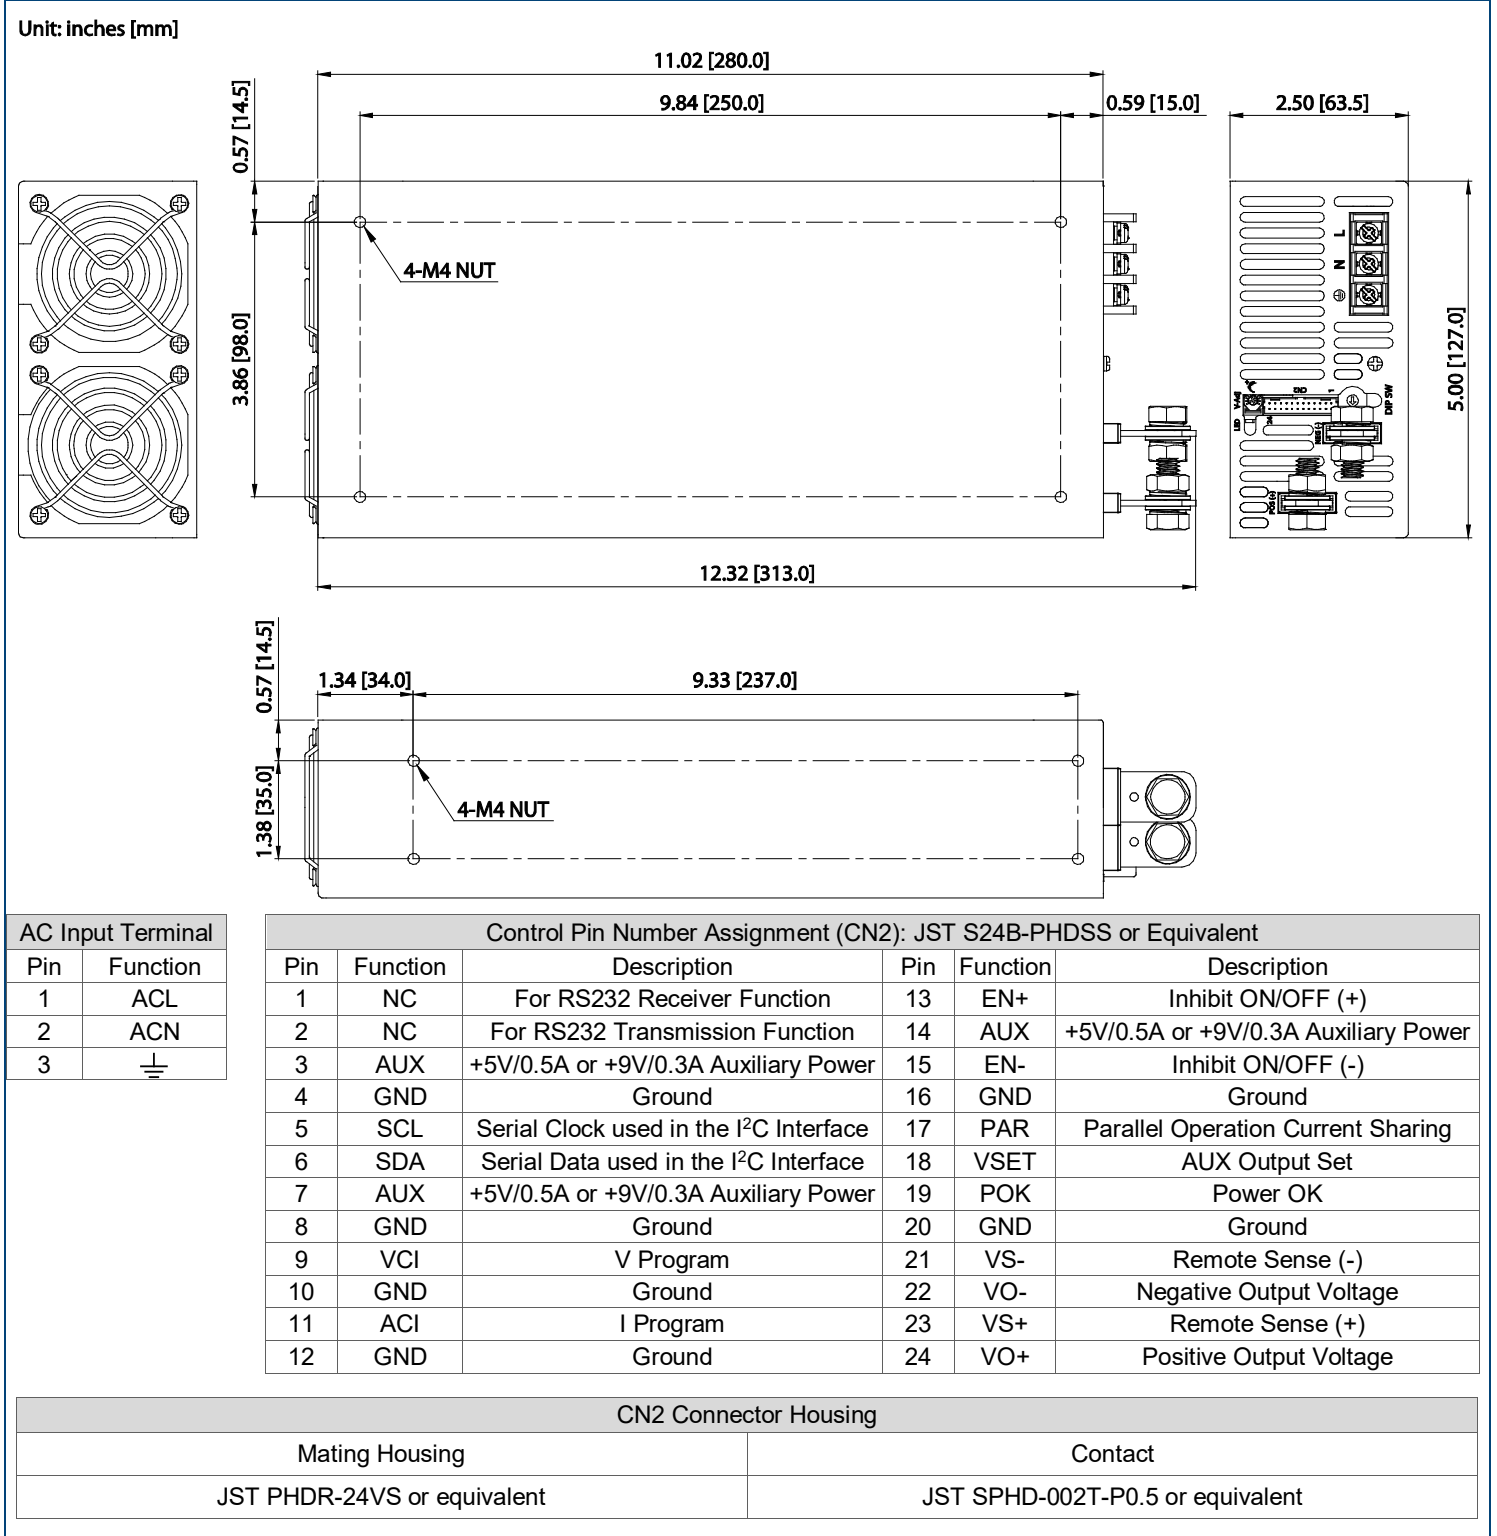 Unit: inches [mm]
11.02 [280.0]
9.84 [250.0]
0.59 [15.0]
2.50 [63.5]
0.57 [14.5]
4-M4 NUT
3.86 [98.0]
12.32 [313.0]
L
N
5.00 [127.0]
V-Adj
CN2
1
DIP SW
LED
24
NEG (-)
POS (+)
0.57 [14.5]
1.34 [34.0]
9.33 [237.0]
1.38 [35.0]
4-M4 NUT
AC Input Terminal
Pin Function
1 ACL
2 ACN
3
Control Pin Number Assignment (CN2): JST S24B-PHDSS or Equivalent
Pin Function Description Pin Function Description
1 NC For RS232 Receiver Function 13 EN+ Inhibit ON/OFF (+)
2 NC For RS232 Transmission Function 14 AUX +5V/0.5A or +9V/0.3A Auxiliary Power
3 AUX +5V/0.5A or +9V/0.3A Auxiliary Power 15 EN- Inhibit ON/OFF (-)
4 GND Ground 16 GND Ground
5 SCL Serial Clock used in the I²C Interface 17 PAR Parallel Operation Current Sharing
6 SDA Serial Data used in the I²C Interface 18 VSET AUX Output Set
7 AUX +5V/0.5A or +9V/0.3A Auxiliary Power 19 POK Power OK
8 GND Ground 20 GND Ground
9 VCI V Program 21 VS- Remote Sense (-)
10 GND Ground 22 VO- Negative Output Voltage
11 ACI I Program 23 VS+ Remote Sense (+)
12 GND Ground 24 VO+ Positive Output Voltage
CN2 Connector Housing
Mating Housing Contact
JST PHDR-24VS or equivalent JST SPHD-002T-P0.5 or equivalent